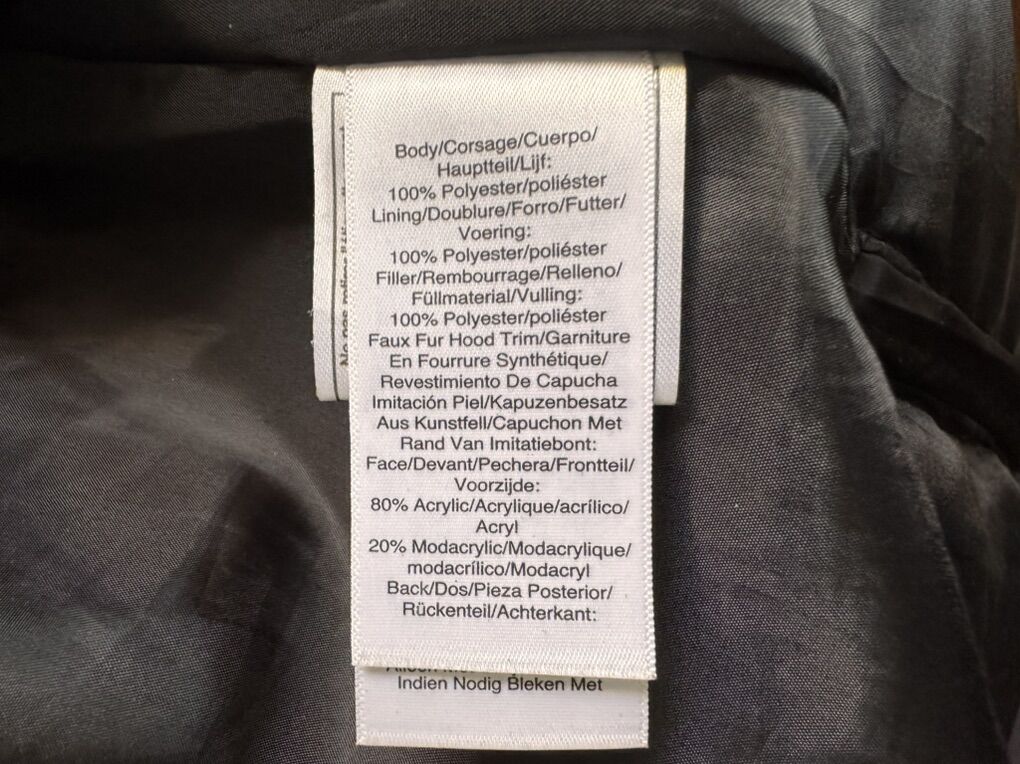 Body/Corsage/Cuerpo/
Hauptteil/Lijf:
100% Polyester/poliéster
Lining/Doublure/Forro/Futter/
Voering:
100% Polyester/poliéster
Filler/Rembourrage/Relleno/
Füllmaterial/Vulling:
100% Polyester/poliéster
Faux Fur Hood Trim/Garniture
En Fourrure Synthétique/
Revestimiento De Capucha
Imitación Piel/Kapuzenbesatz
Aus Kunstfell/Capuchon Met
Rand Van Imitatiebont:
Face/Devant/Pechera/Frontteil/
Voorzijde:
80% Acrylic/Acrylique/acrílico/
Acryl
20% Modacrylic/Modacrylique/
modacrílico/Modacryl
Back/Dos/Pieza Posterior/
Rückenteil/Achterkant:
Indien Nodig Bleken Met